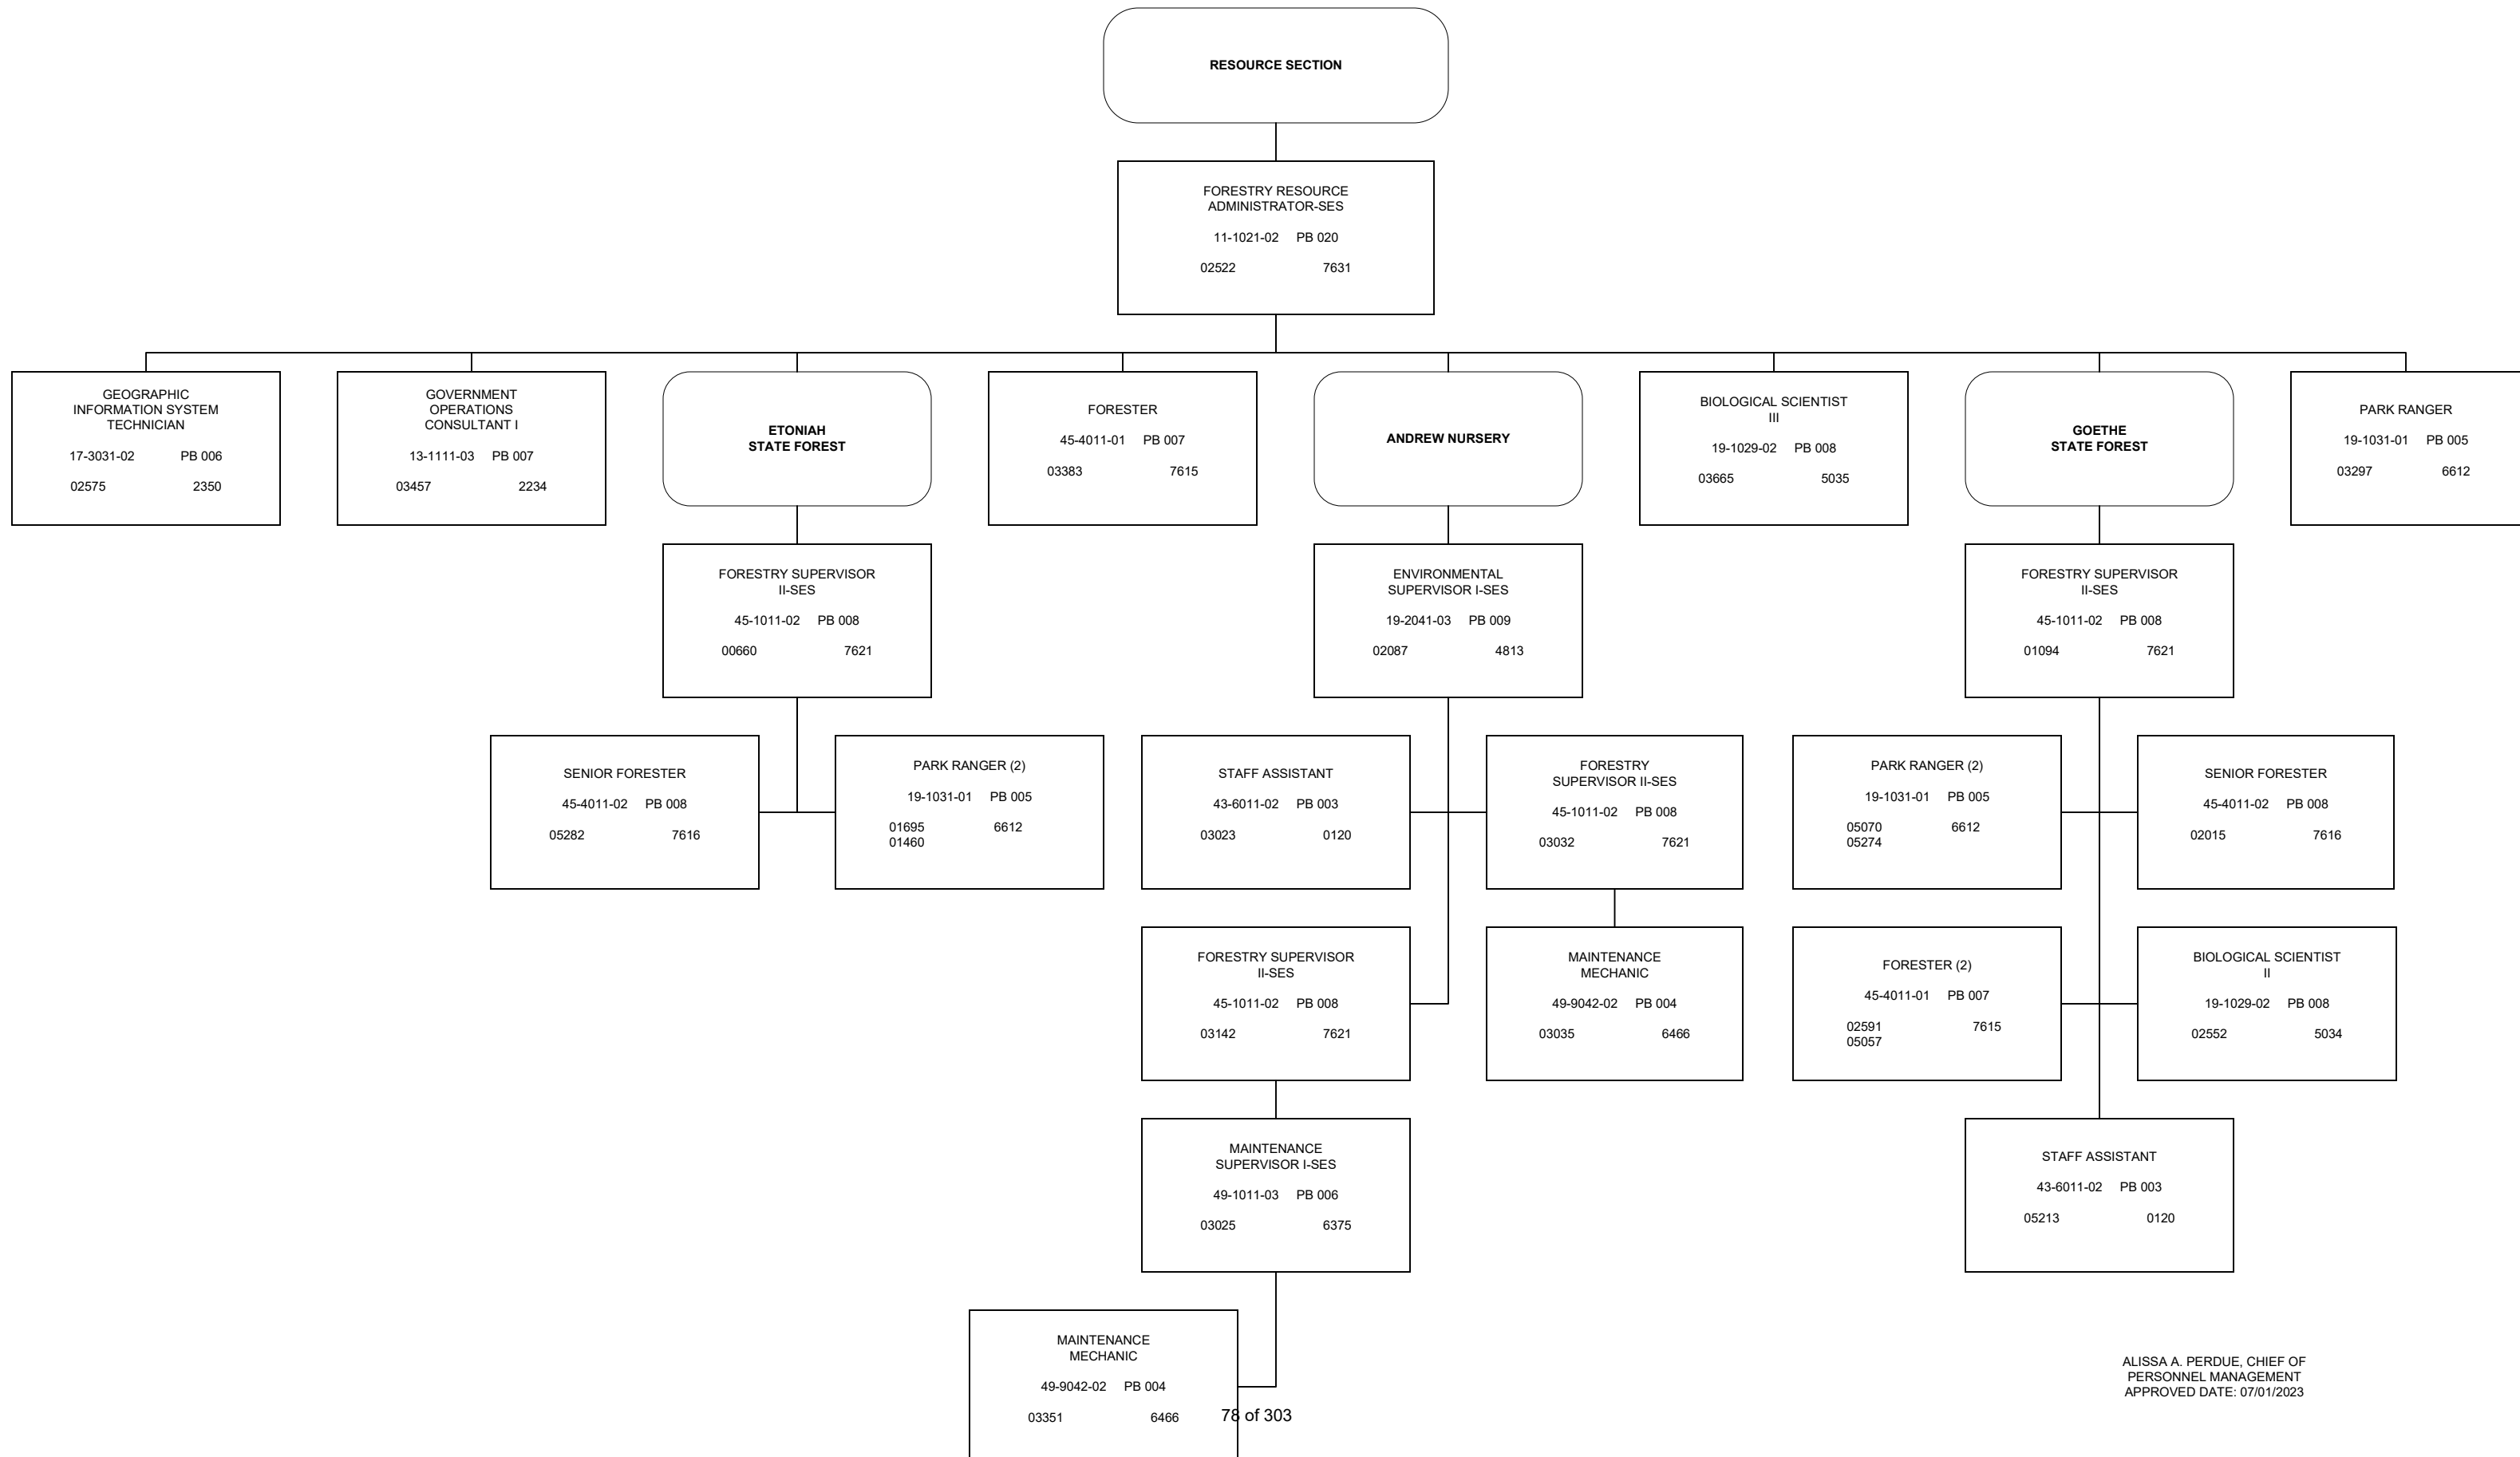 RESOURCE SECTION
FORESTRY RESOURCE
ADMINISTRATOR-SES
11-1021-02 PB 020
02522 7631
GEOGRAPHIC
INFORMATION SYSTEM
TECHNICIAN
17-3031-02 PB 006
02575 2350
GOVERNMENT
OPERATIONS
CONSULTANT I
13-1111-03 PB 007
03457 2234
ETONIAH
STATE FOREST
FORESTER
45-4011-01 PB 007
03383 7615
ANDREW NURSERY
BIOLOGICAL SCIENTIST
III
19-1029-02 PB 008
03665 5035
GOETHE
STATE FOREST
PARK RANGER
19-1031-01 PB 005
03297 6612
FORESTRY SUPERVISOR
II-SES
45-1011-02 PB 008
00660 7621
ENVIRONMENTAL
SUPERVISOR I-SES
19-2041-03 PB 009
02087 4813
FORESTRY SUPERVISOR
II-SES
45-1011-02 PB 008
01094 7621
SENIOR FORESTER
45-4011-02 PB 008
05282 7616
PARK RANGER (2)
19-1031-01 PB 005
01695 6612
01460
STAFF ASSISTANT
43-6011-02 PB 003
03023 0120
FORESTRY
SUPERVISOR II-SES
45-1011-02 PB 008
03032 7621
PARK RANGER (2)
19-1031-01 PB 005
05070 6612
05274
SENIOR FORESTER
45-4011-02 PB 008
02015 7616
FORESTRY SUPERVISOR
II-SES
45-1011-02 PB 008
03142 7621
MAINTENANCE
MECHANIC
49-9042-02 PB 004
03035 6466
FORESTER (2)
45-4011-01 PB 007
02591 7615
05057
BIOLOGICAL SCIENTIST
II
19-1029-02 PB 008
02552 5034
MAINTENANCE
SUPERVISOR I-SES
49-1011-03 PB 006
03025 6375
STAFF ASSISTANT
43-6011-02 PB 003
05213 0120
MAINTENANCE
MECHANIC
49-9042-02 PB 004
03351 6466
ALISSA A. PERDUE, CHIEF OF
PERSONNEL MANAGEMENT
APPROVED DATE: 07/01/2023
78 of 303